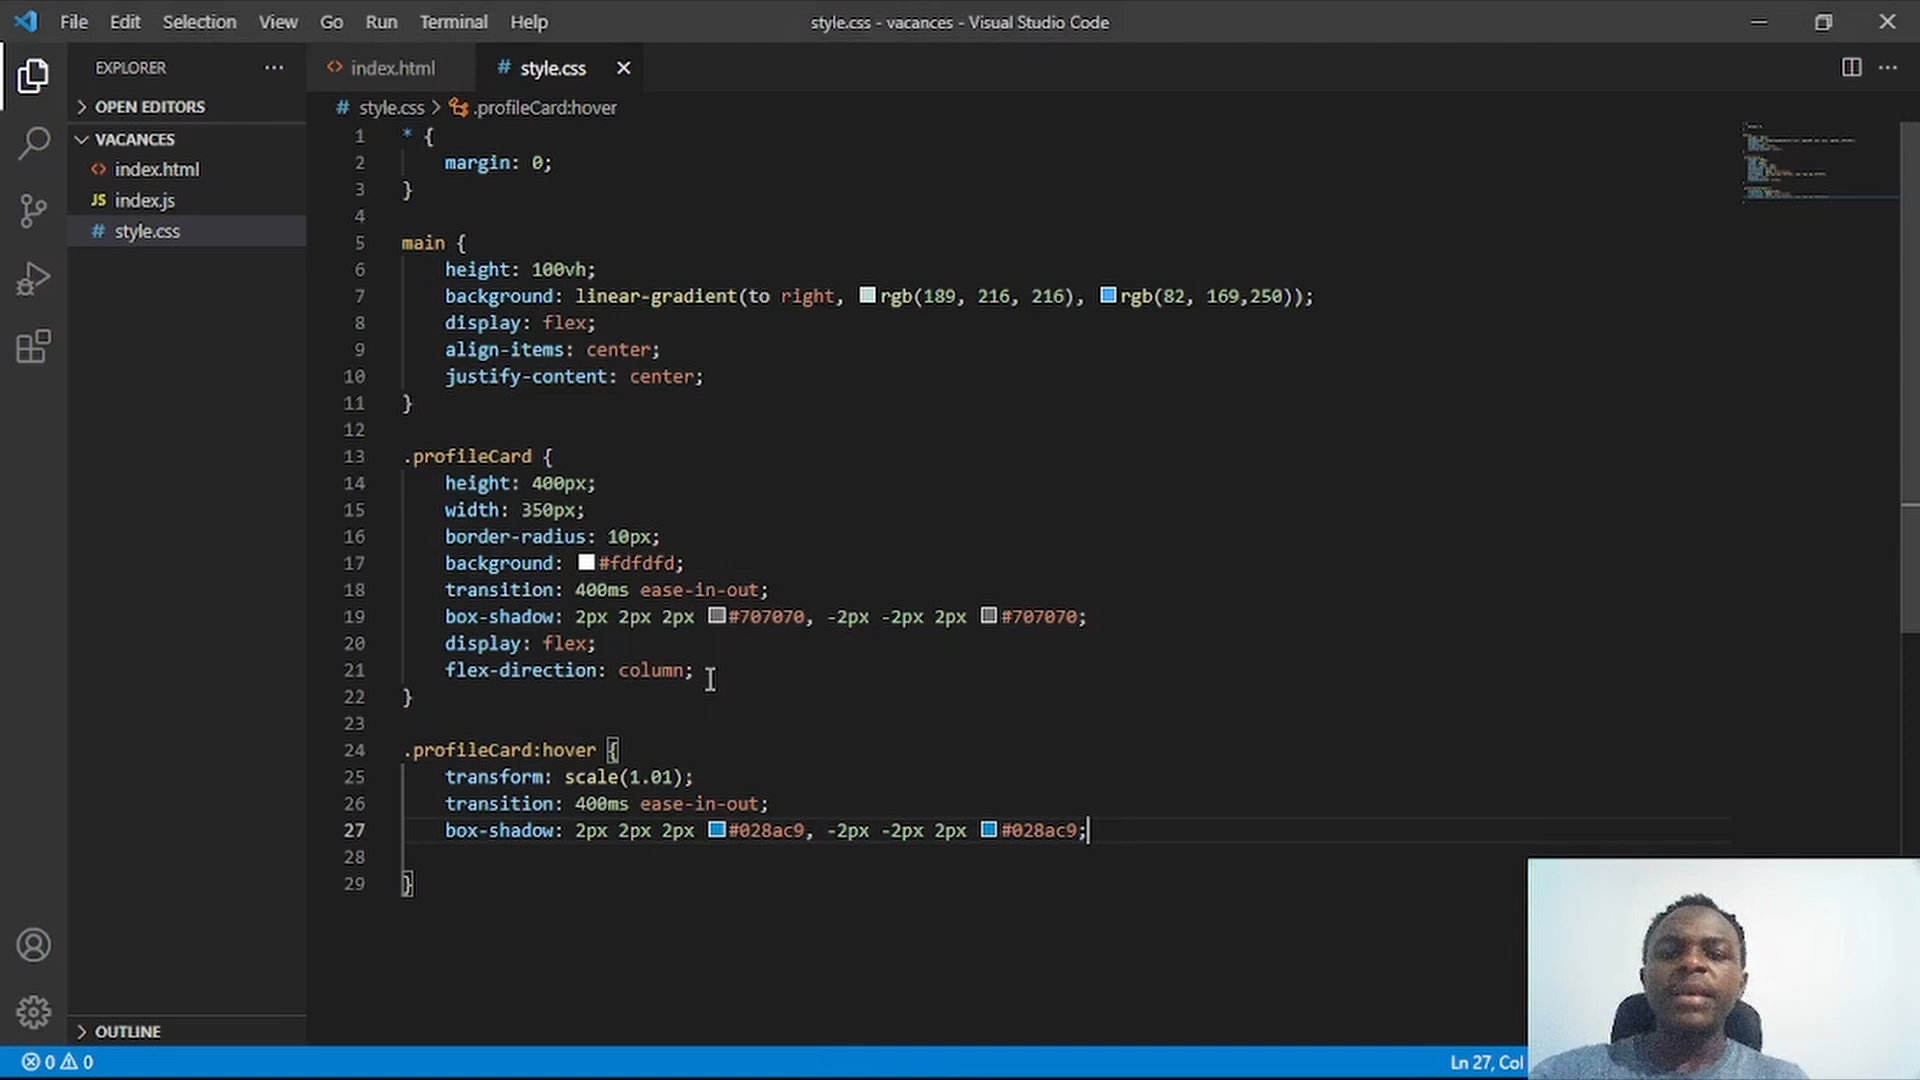 File Edit Selection View Go Run Terminal Help
style.css - vacances - Visual Studio Code
EXPLORER
OPEN EDITORS
VACANCES
index.html
JS index.js
# style.css
OUTLINE
index.html
# style.css
# style.css > .profileCard:hover
1 * {
2 margin: 0;
3 }
4
5 main {
6 height: 100vh;
7 background: linear-gradient(to right, rgb(189, 216, 216), rgb(82, 169,250));
8 display: flex;
9 align-items: center;
10 justify-content: center;
11 }
12
13 .profileCard {
14 height: 400px;
15 width: 350px;
16 border-radius: 10px;
17 background: #fdfdfd;
18 transition: 400ms ease-in-out;
19 box-shadow: 2px 2px 2px #707070, -2px -2px 2px #707070;
20 display: flex;
21 flex-direction: column;
22 }
23
24 .profileCard:hover {
25 transform: scale(1.01);
26 transition: 400ms ease-in-out;
27 box-shadow: 2px 2px 2px #028ac9, -2px -2px 2px #028ac9;
28
29 }
0 0
Ln 27, Col